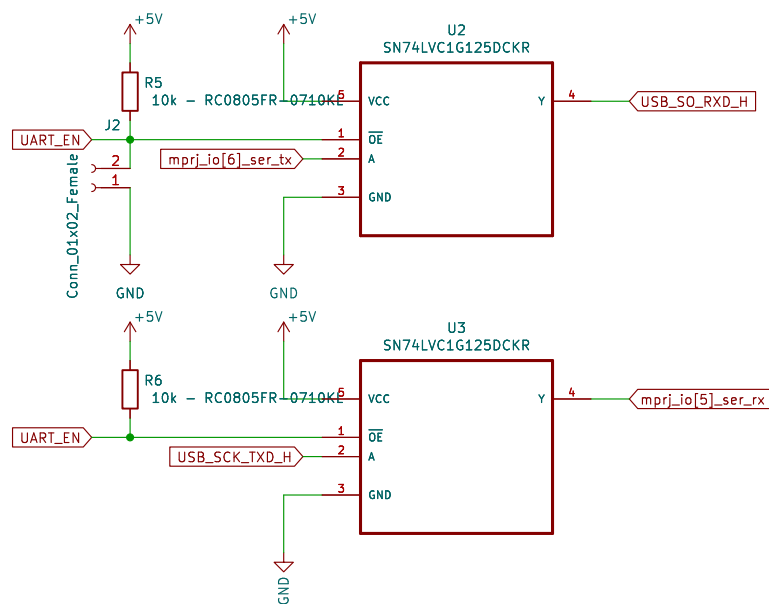 +5V
+5V
U2
SN74LVC1G125DCKR
R5
10k – RC0805FR-0710KL
5 VCC
Y 4
USB_SO_RXD_H
J2
UART_EN
1 OE
2 A
mprj_io[6]_ser_tx
2
1
Conn_01x02_Female
3 GND
GND
GND
+5V
+5V
U3
SN74LVC1G125DCKR
R6
10k – RC0805FR-0710KL
5 VCC
Y 4
mprj_io[5]_ser_rx
UART_EN
1 OE
2 A
USB_SCK_TXD_H
3 GND
GND